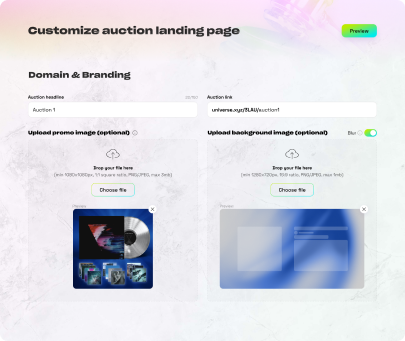 Customize auction landing page
Preview
Domain & Branding
Auction headline
Auction link
Auction 1
universe.xyz/3LAU/auction1
Upload promo image (optional)
Upload background image (optional)
Blur
Drop your file here
Drop your file here
(min 1080x1080px, 1:1 square ratio, PNG/JPEG, max 3mb)
(min 1280x720px, 16:9 ratio, PNG/JPEG, max 3mb)
Choose file
Choose file
Preview
Preview